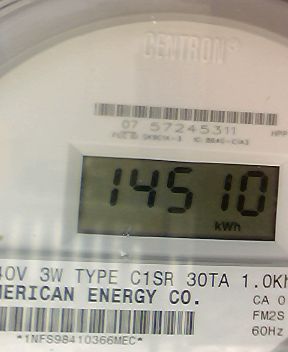 CENTRON®
07 57245311
14510
kWh
40V 3W TYPE C1SR 30TA 1.0Kh
MERICAN ENERGY CO.
CA 0
FM2S
60Hz
*1NFS98410366MEC*